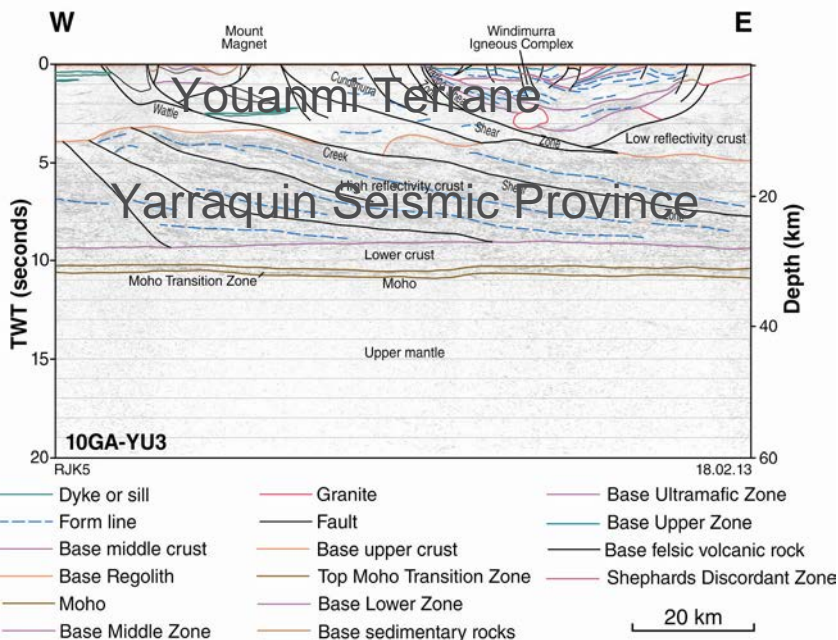 W
Mount
Magnet
Windimurra
Igneous Complex
E
0
Cundimurra
Youanmi Terrane
Wattle
Shear
Zone
Low reflectivity crust
5
Creek
High reflectivity crust
Shear
20
Yarraquin Seismic Province
Zone
Lower crust
10
Moho Transition Zone
Moho
TWT (seconds)
Depth (km)
40
15
Upper mantle
10GA-YU3
20
60
RJK5
18.02.13
Dyke or sill
Granite
Base Ultramafic Zone
Form line
Fault
Base Upper Zone
Base middle crust
Base upper crust
Base felsic volcanic rock
Base Regolith
Top Moho Transition Zone
Shephards Discordant Zone
Moho
Base Lower Zone
20 km
Base Middle Zone
Base sedimentary rocks